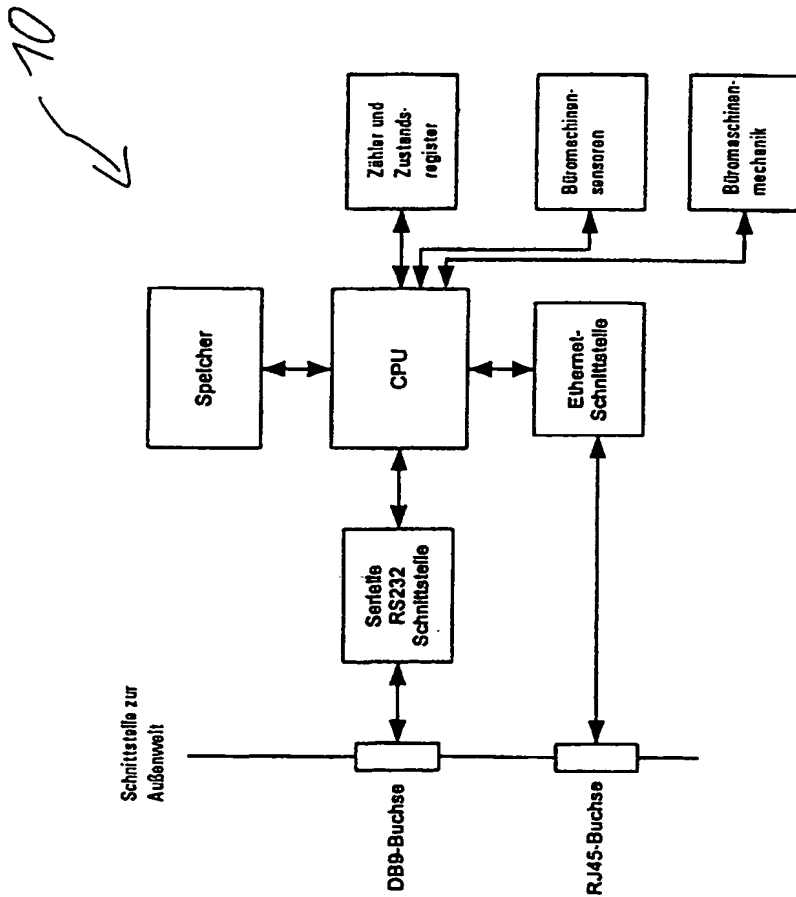 10
Schnittstelle zur
Außenwelt
DB9-Buchse
RJ45-Buchse
Serielle
RS232
Schnittstelle
Speicher
CPU
Ethernet-
Schnittstelle
Zähler und
Zustands-
register
Büromaschinen-
sensoren
Büromaschinen-
mechanik